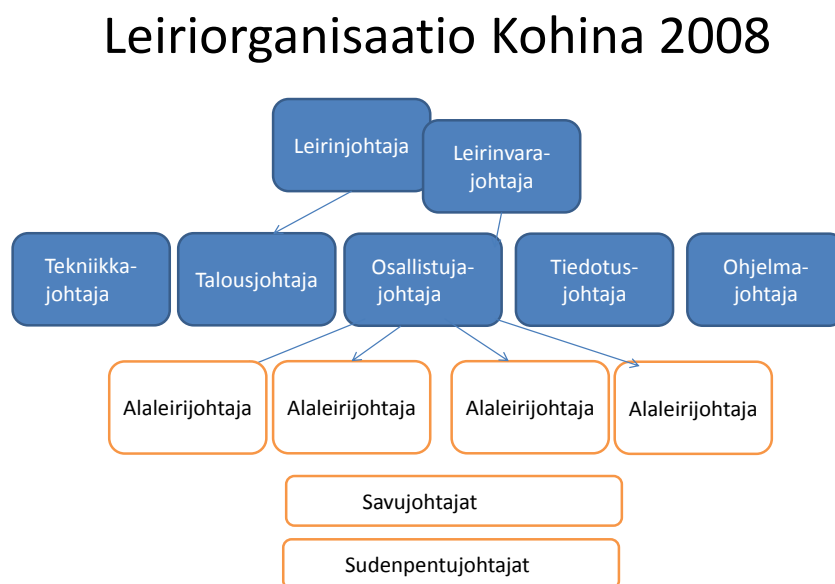 Leiriorganisaatio Kohina 2008
Leirinjohtaja
Leirinvara-
johtaja
Tekniikka-
johtaja
Talousjohtaja
Osallistuja-
johtaja
Tiedotus-
johtaja
Ohjelma-
johtaja
Alaleirijohtaja
Alaleirijohtaja
Alaleirijohtaja
Alaleirijohtaja
Savujohtajat
Sudenpentujohtajat